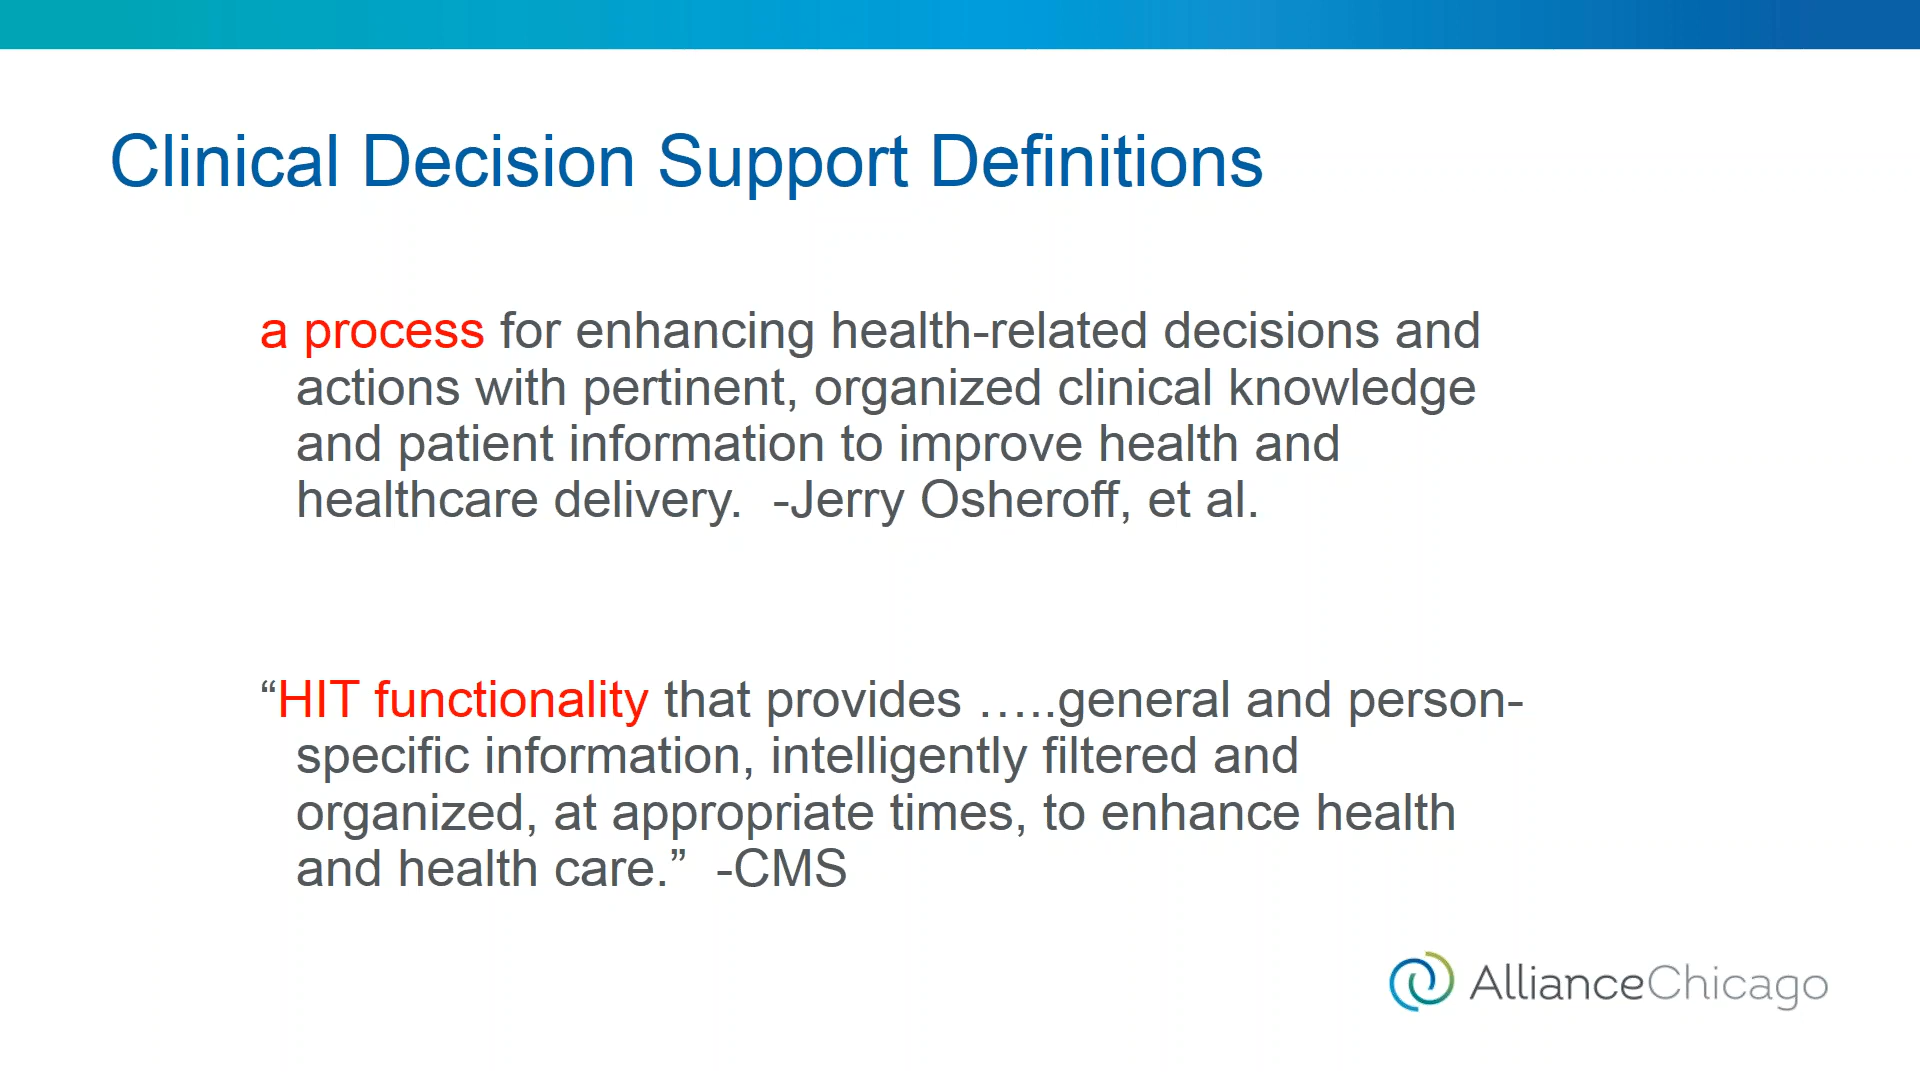 Clinical Decision Support Definitions
a process for enhancing health-related decisions and
actions with pertinent, organized clinical knowledge
and patient information to improve health and
healthcare delivery.  -Jerry Osheroff, et al.
“HIT functionality that provides …..general and person-
specific information, intelligently filtered and
organized, at appropriate times, to enhance health
and health care.”  -CMS
AllianceChicago